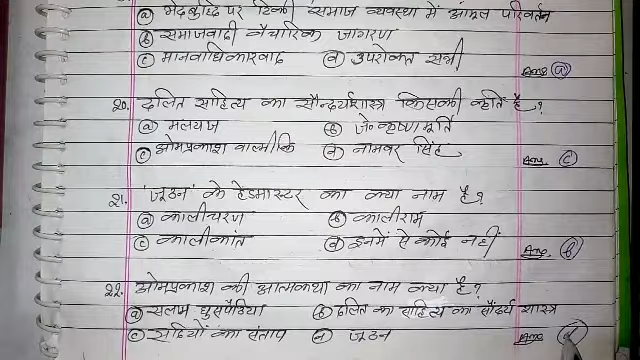 (a) भेदबुद्धि पर टिकी समाज व्यवस्था में आमूल परिवर्तन
(b) समाजवादी वैचारिक जागरण
(c) मानवाधिकारवाद (d) उपरोक्त सभी
Ans (a)
20. दलित साहित्य का सौन्दर्यशास्त्र किसकी कृति है?
(a) मलयज (b) जे० कृष्णमूर्ति
(c) ओमप्रकाश वाल्मीकि (d) नामवर सिंह
Ans. (c)
21. 'जूठन' के हेडमास्टर का क्या नाम है?
(a) कालीचरण (b) कालीराम
(c) कालीकांत (d) इनमें से कोई नहीं
Ans. (b)
22. ओमप्रकाश की आत्मकथा का नाम क्या है?
(a) सलाम घुसपैठिया (b) दलित का साहित्य का सौंदर्य शास्त्र
(c) सदियों का संताप (d) जूठन
Ans (d)